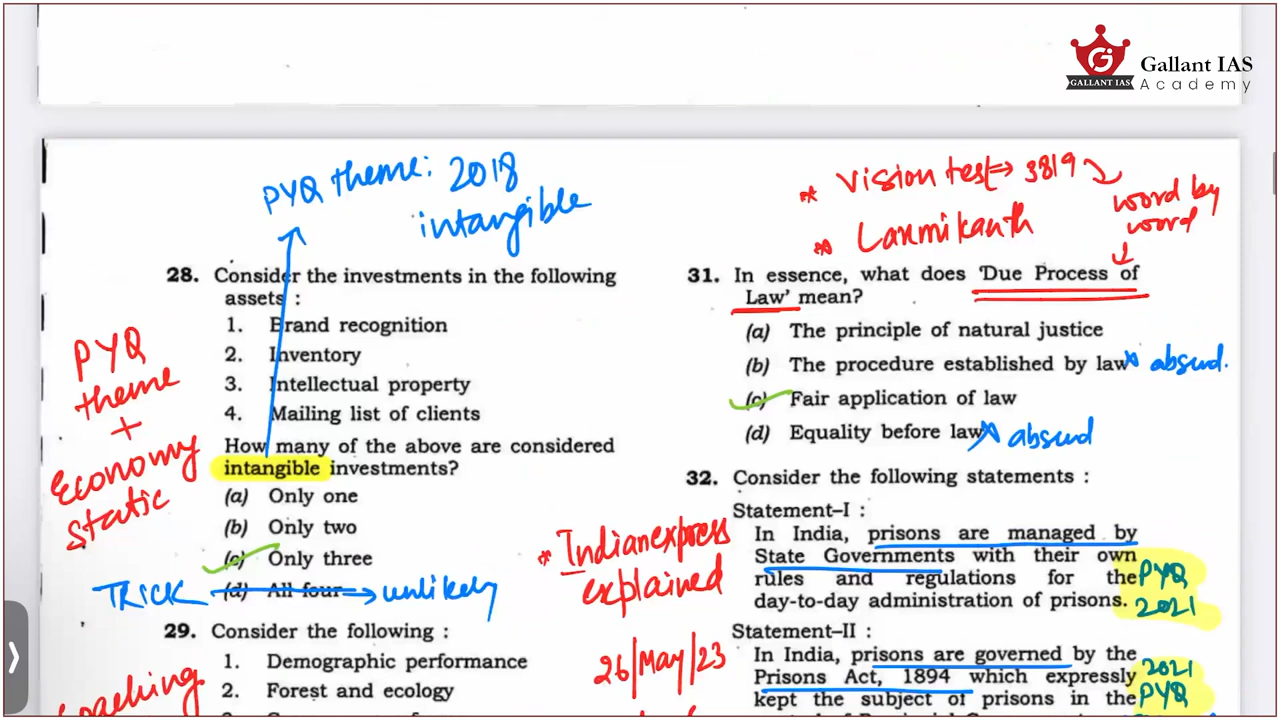 Gallant IAS
Academy
GALLANT IAS
PYQ theme: 2018
intangible
28. Consider the investments in the following
assets :
1. Brand recognition
2. Inventory
3. Intellectual property
4. Mailing list of clients
How many of the above are considered
intangible investments?
(a) Only one
(b) Only two
(c) Only three
(d) All four → unlikely
TRICK
PYQ
theme
+
Economy
static
29. Consider the following :
1. Demographic performance
2. Forest and ecology
coaching
* Vision test ⇒ 3819
word by
word
* Laxmikanth
31. In essence, what does 'Due Process of
Law' mean?
(a) The principle of natural justice
(b) The procedure established by law x absurd.
(c) Fair application of law
(d) Equality before law x absurd
32. Consider the following statements :
Statement-I :
In India, prisons are managed by
State Governments with their own
rules and regulations for the
day-to-day administration of prisons.
PYQ
2021
* Indianexpress
explained
26/May/23
Statement-II :
In India, prisons are governed by the
Prisons Act, 1894 which expressly
kept the subject of prisons in the
2021
PYQ